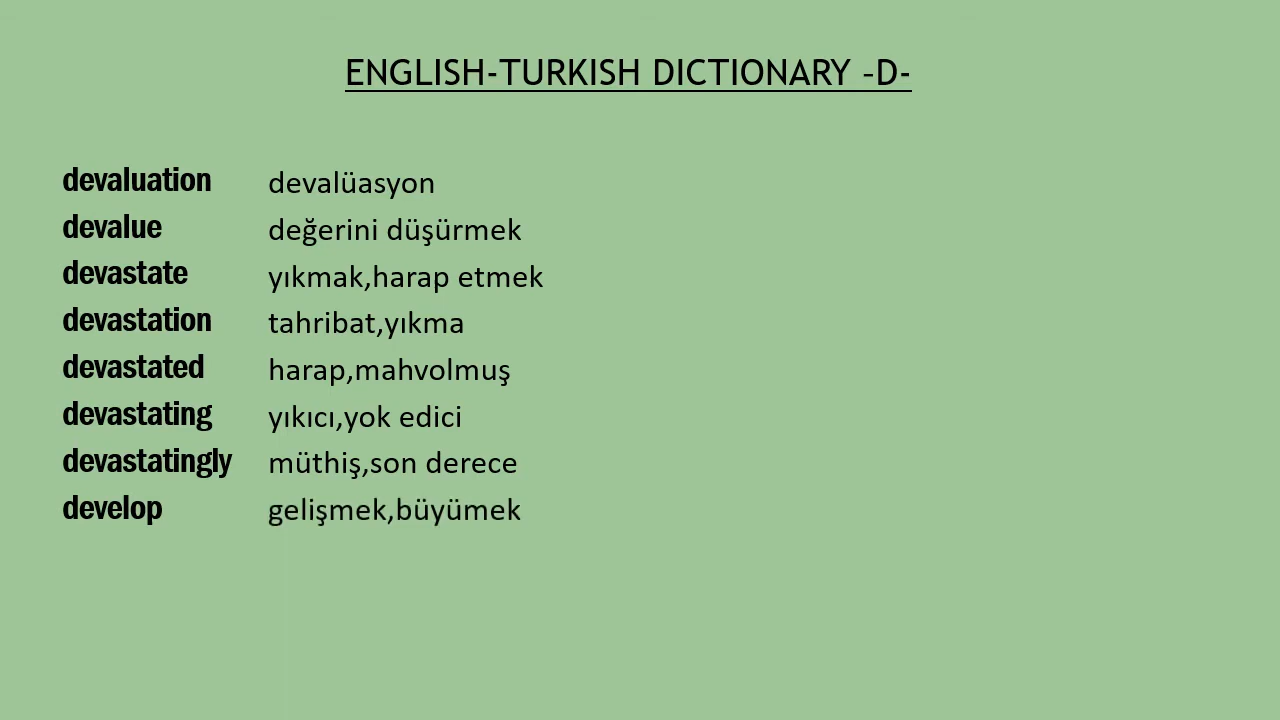 ENGLISH-TURKISH DICTIONARY –D-
devaluation devalüasyon
devalue değerini düşürmek
devastate yıkmak,harap etmek
devastation tahribat,yıkma
devastated harap,mahvolmuş
devastating yıkıcı,yok edici
devastatingly müthiş,son derece
develop gelişmek,büyümek